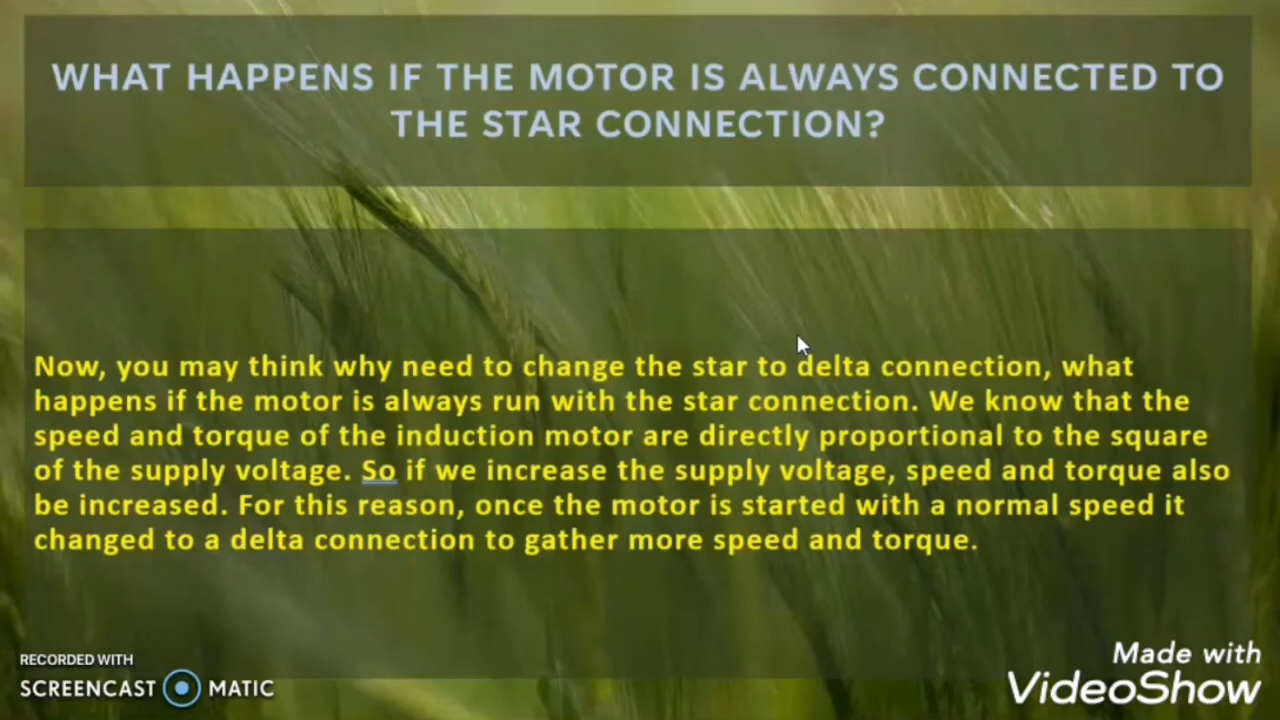 WHAT HAPPENS IF THE MOTOR IS ALWAYS CONNECTED TO
THE STAR CONNECTION?
Now, you may think why need to change the star to delta connection, what
happens if the motor is always run with the star connection. We know that the
speed and torque of the induction motor are directly proportional to the square
of the supply voltage. So if we increase the supply voltage, speed and torque also
be increased. For this reason, once the motor is started with a normal speed it
changed to a delta connection to gather more speed and torque.
RECORDED WITH
SCREENCAST MATIC
Made with
VideoShow